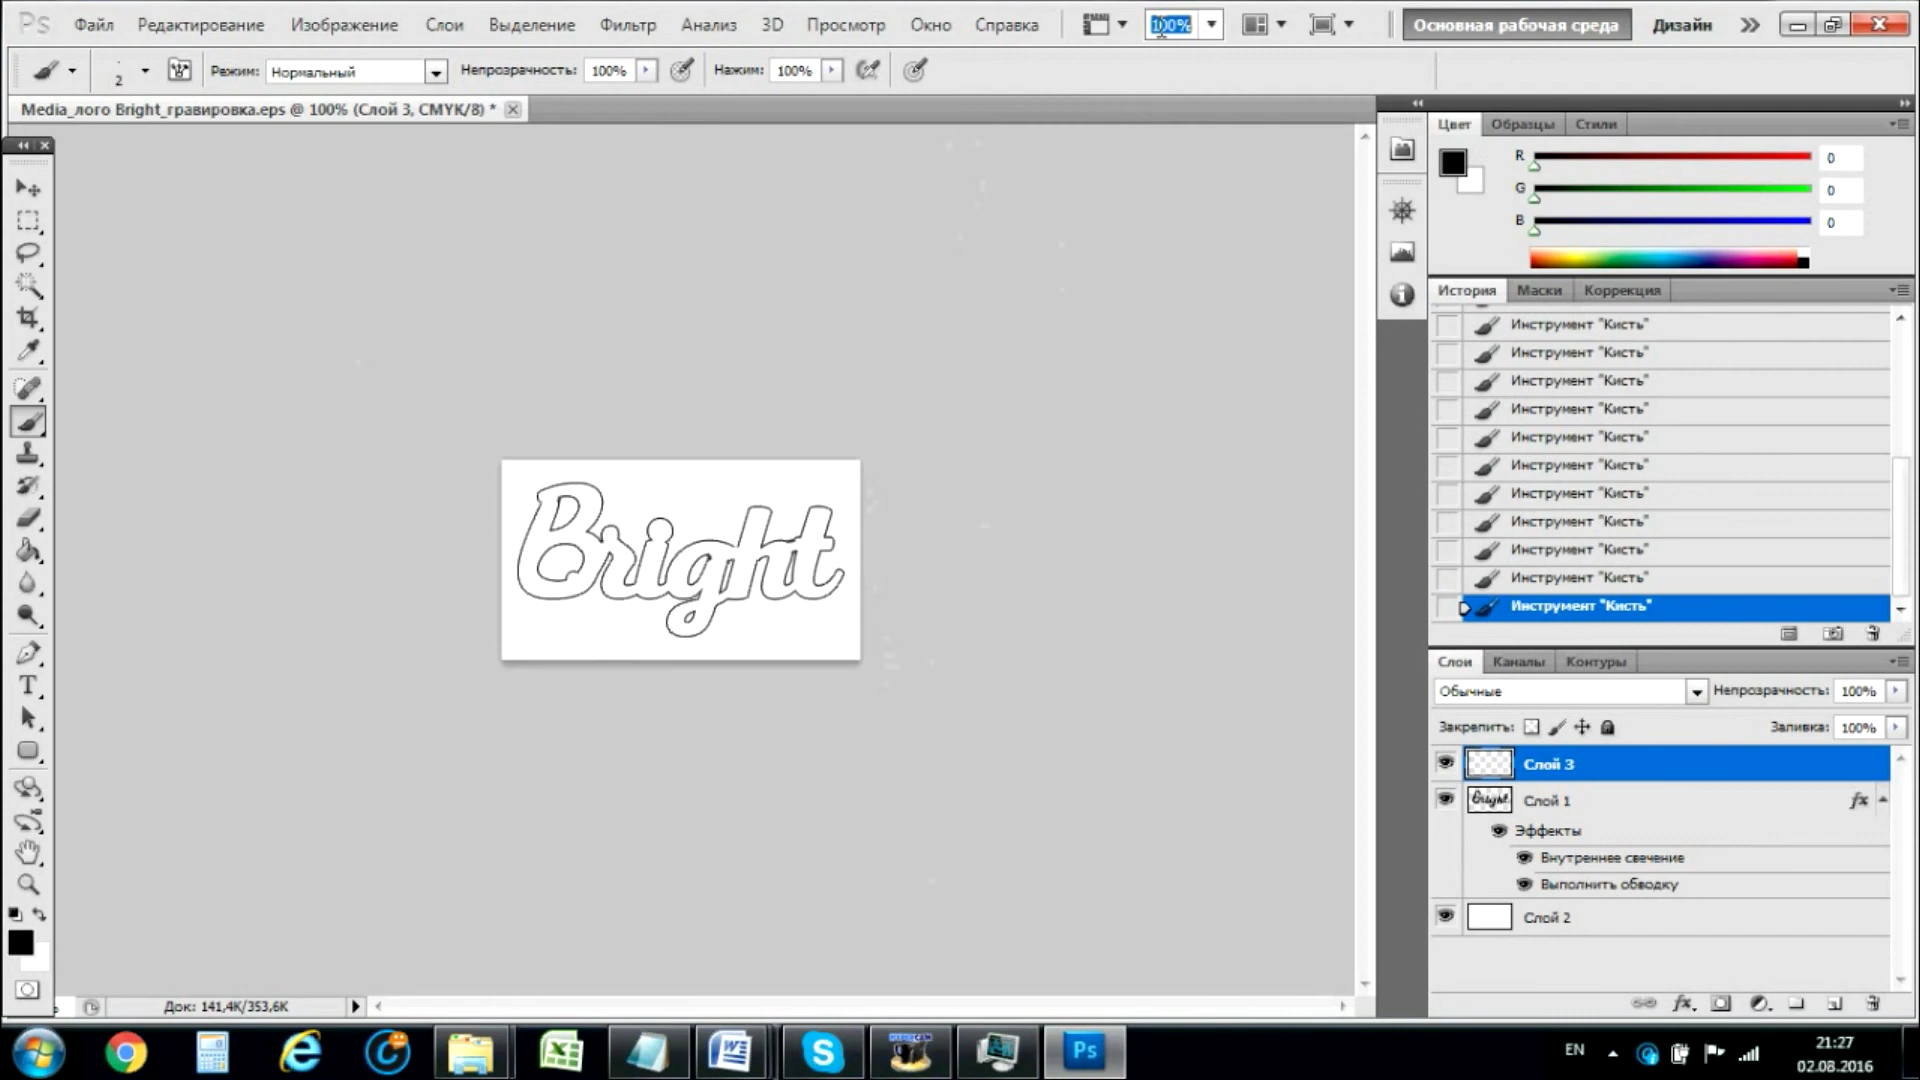 Ps Файл Редактирование Изображение Слои Выделение Фильтр Анализ 3D Просмотр Окно Справка 100% Основная рабочая среда Дизайн
2 Режим: Нормальный Непрозрачность: 100% Нажим: 100%
Media_лого Bright_гравировка.eps @ 100% (Слой 3, CMYK/8) *
Цвет Образцы Стили
R 0
G 0
B 0
История Маски Коррекция
Инструмент "Кисть"
Инструмент "Кисть"
Инструмент "Кисть"
Инструмент "Кисть"
Инструмент "Кисть"
Инструмент "Кисть"
Инструмент "Кисть"
Инструмент "Кисть"
Инструмент "Кисть"
Инструмент "Кисть"
Инструмент "Кисть"
Bright
Слои Каналы Контуры
Обычные Непрозрачность: 100%
Закрепить: Заливка: 100%
Слой 3
Bright Слой 1 fx
Эффекты
Внутреннее свечение
Выполнить обводку
Слой 2
Док: 141,4K/353,6K
EN 21:27
02.08.2016